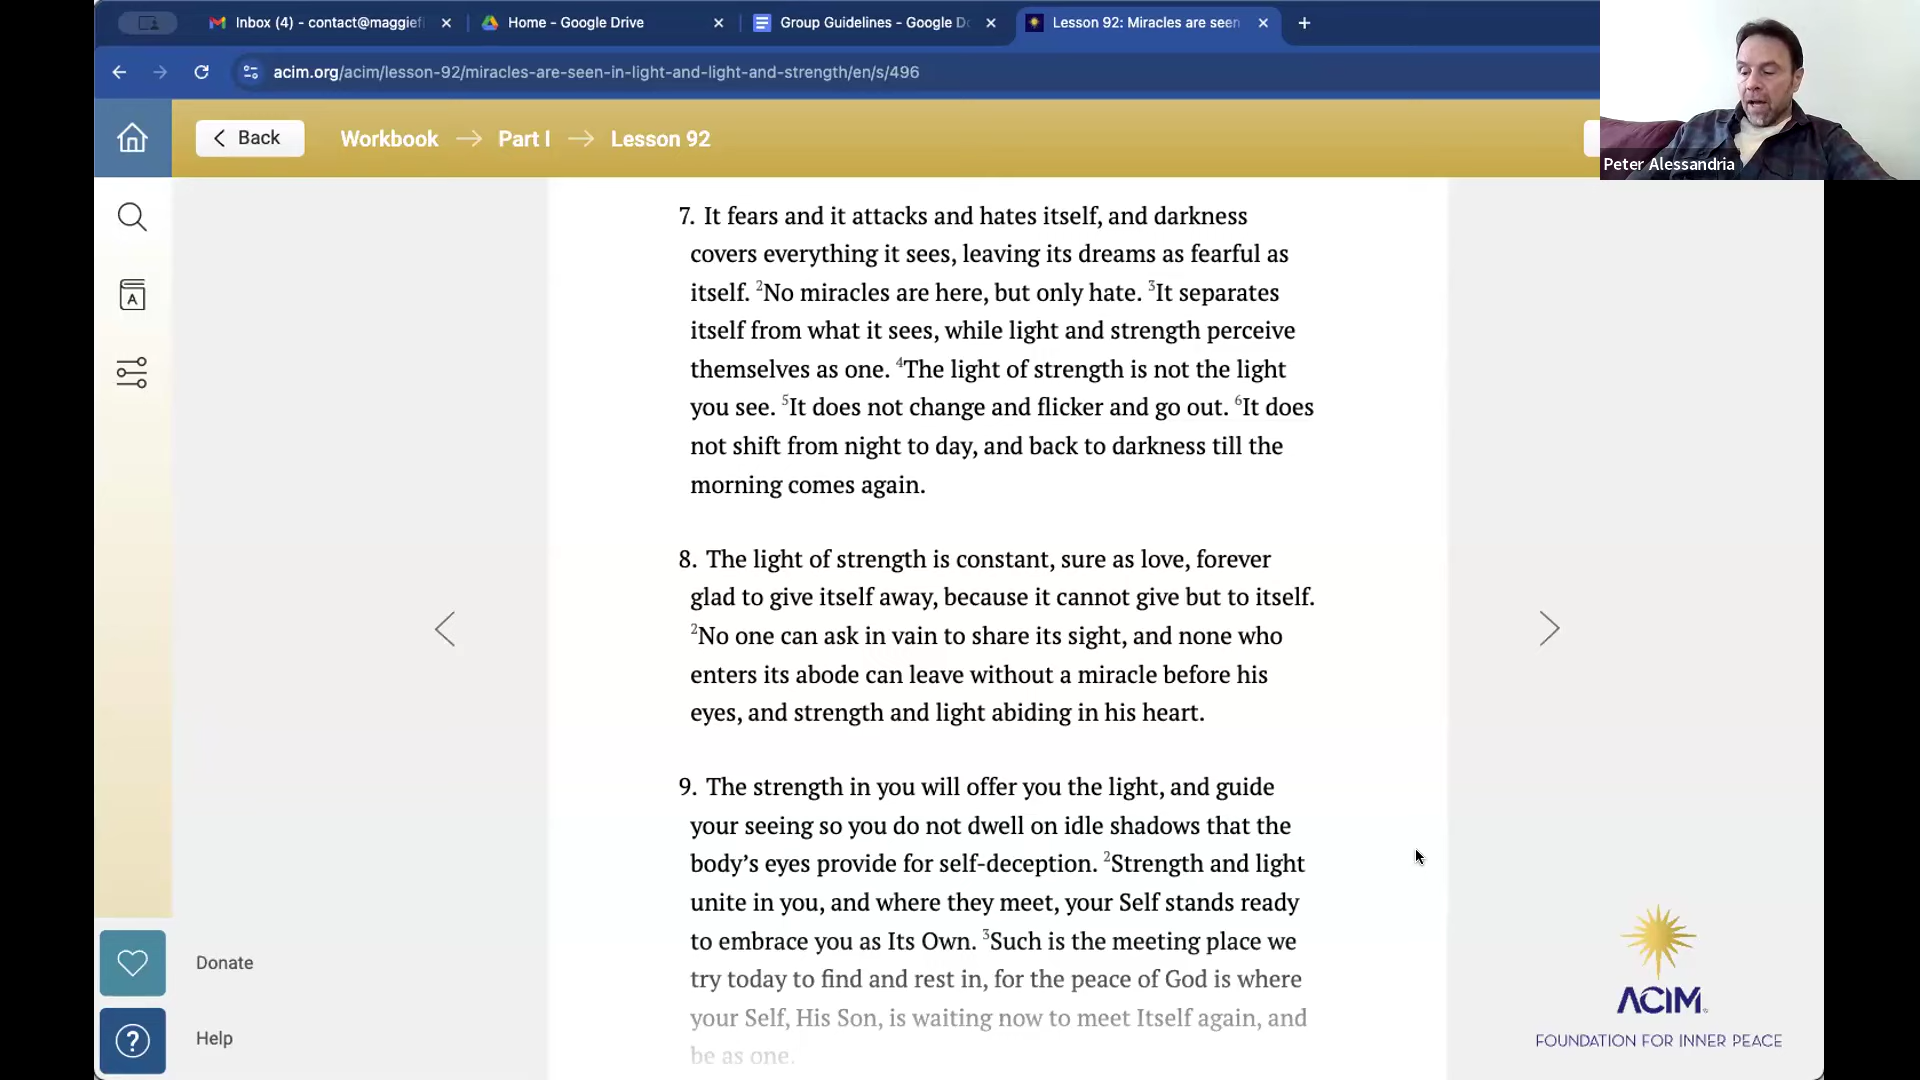 Inbox (4) - contact@maggiefi
Home - Google Drive
Group Guidelines - Google Do
Lesson 92: Miracles are seen
acim.org/acim/lesson-92/miracles-are-seen-in-light-and-light-and-strength/en/s/496
Back
Workbook → Part I → Lesson 92
Peter Alessandria
A
7. It fears and it attacks and hates itself, and darkness
covers everything it sees, leaving its dreams as fearful as
itself. ²No miracles are here, but only hate. ³It separates
itself from what it sees, while light and strength perceive
themselves as one. ⁴The light of strength is not the light
you see. ⁵It does not change and flicker and go out. ⁶It does
not shift from night to day, and back to darkness till the
morning comes again.
8. The light of strength is constant, sure as love, forever
glad to give itself away, because it cannot give but to itself.
²No one can ask in vain to share its sight, and none who
enters its abode can leave without a miracle before his
eyes, and strength and light abiding in his heart.
9. The strength in you will offer you the light, and guide
your seeing so you do not dwell on idle shadows that the
body’s eyes provide for self-deception. ²Strength and light
unite in you, and where they meet, your Self stands ready
to embrace you as Its Own. ³Such is the meeting place we
try today to find and rest in, for the peace of God is where
your Self, His Son, is waiting now to meet Itself again, and
be as one.
Donate
Help
ACIM
FOUNDATION FOR INNER PEACE